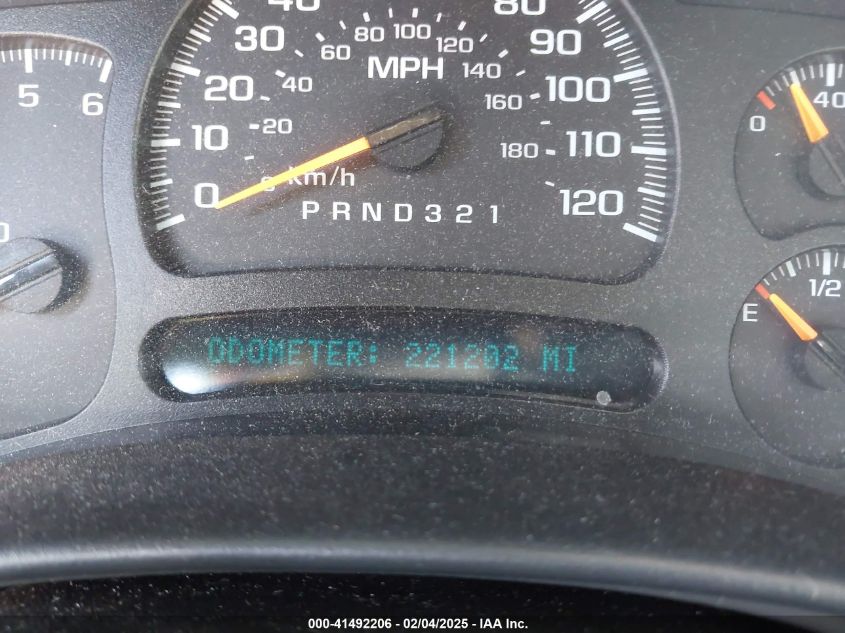 40 80
30 60 80 100 120 90
5 6 20 40 MPH 140 100 0 40
10 20 160 110
0 km/h 180 120
PRND321
0
E 1/2
ODOMETER: 221202 MI
000-41492206 - 02/04/2025 - IAA Inc.